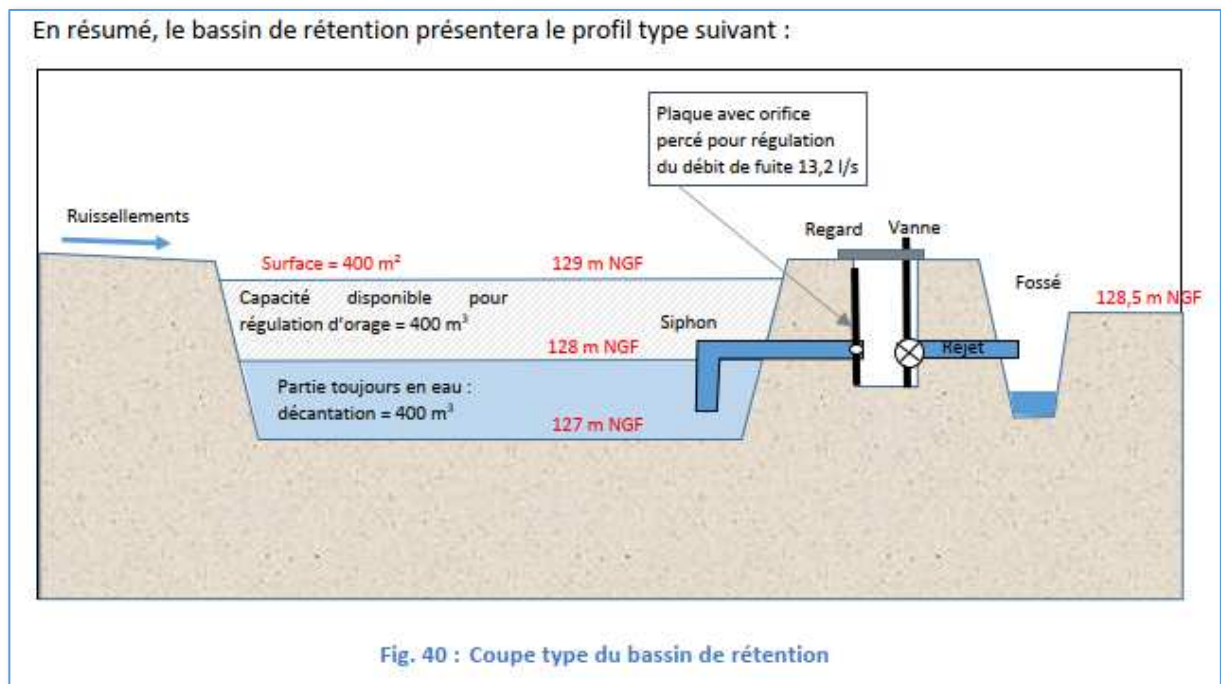 En résumé, le bassin de rétention présentera le profil type suivant :
Plaque avec orifice
percé pour régulation
du débit de fuite 13,2 l/s
Ruissellements
Regard
Vanne
Surface = 400 m²
129 m NGF
Fossé
128,5 m NGF
Capacité disponible pour
régulation d'orage = 400 m³
Siphon
128 m NGF
Rejet
Partie toujours en eau :
décantation = 400 m³
127 m NGF
Fig. 40 : Coupe type du bassin de rétention